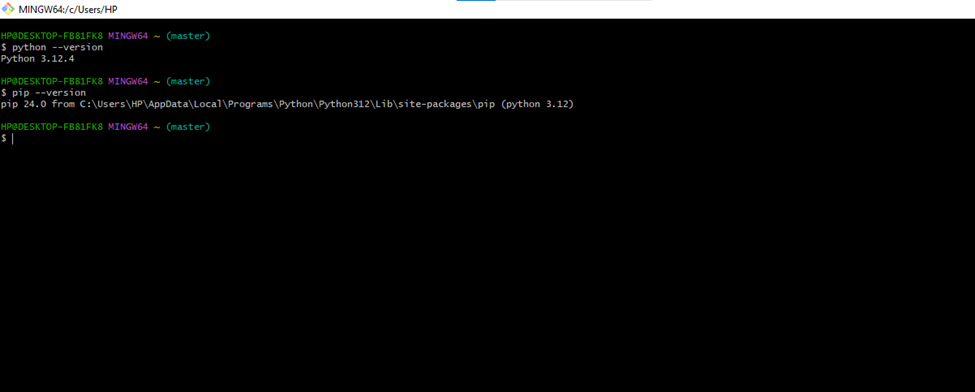 MINGW64:/c/Users/HP
HP@DESKTOP-FB81FK8 MINGW64 ~ (master)
$ python --version
Python 3.12.4
HP@DESKTOP-FB81FK8 MINGW64 ~ (master)
$ pip --version
pip 24.0 from C:\Users\HP\AppData\Local\Programs\Python\Python312\Lib\site-packages\pip (python 3.12)
HP@DESKTOP-FB81FK8 MINGW64 ~ (master)
$